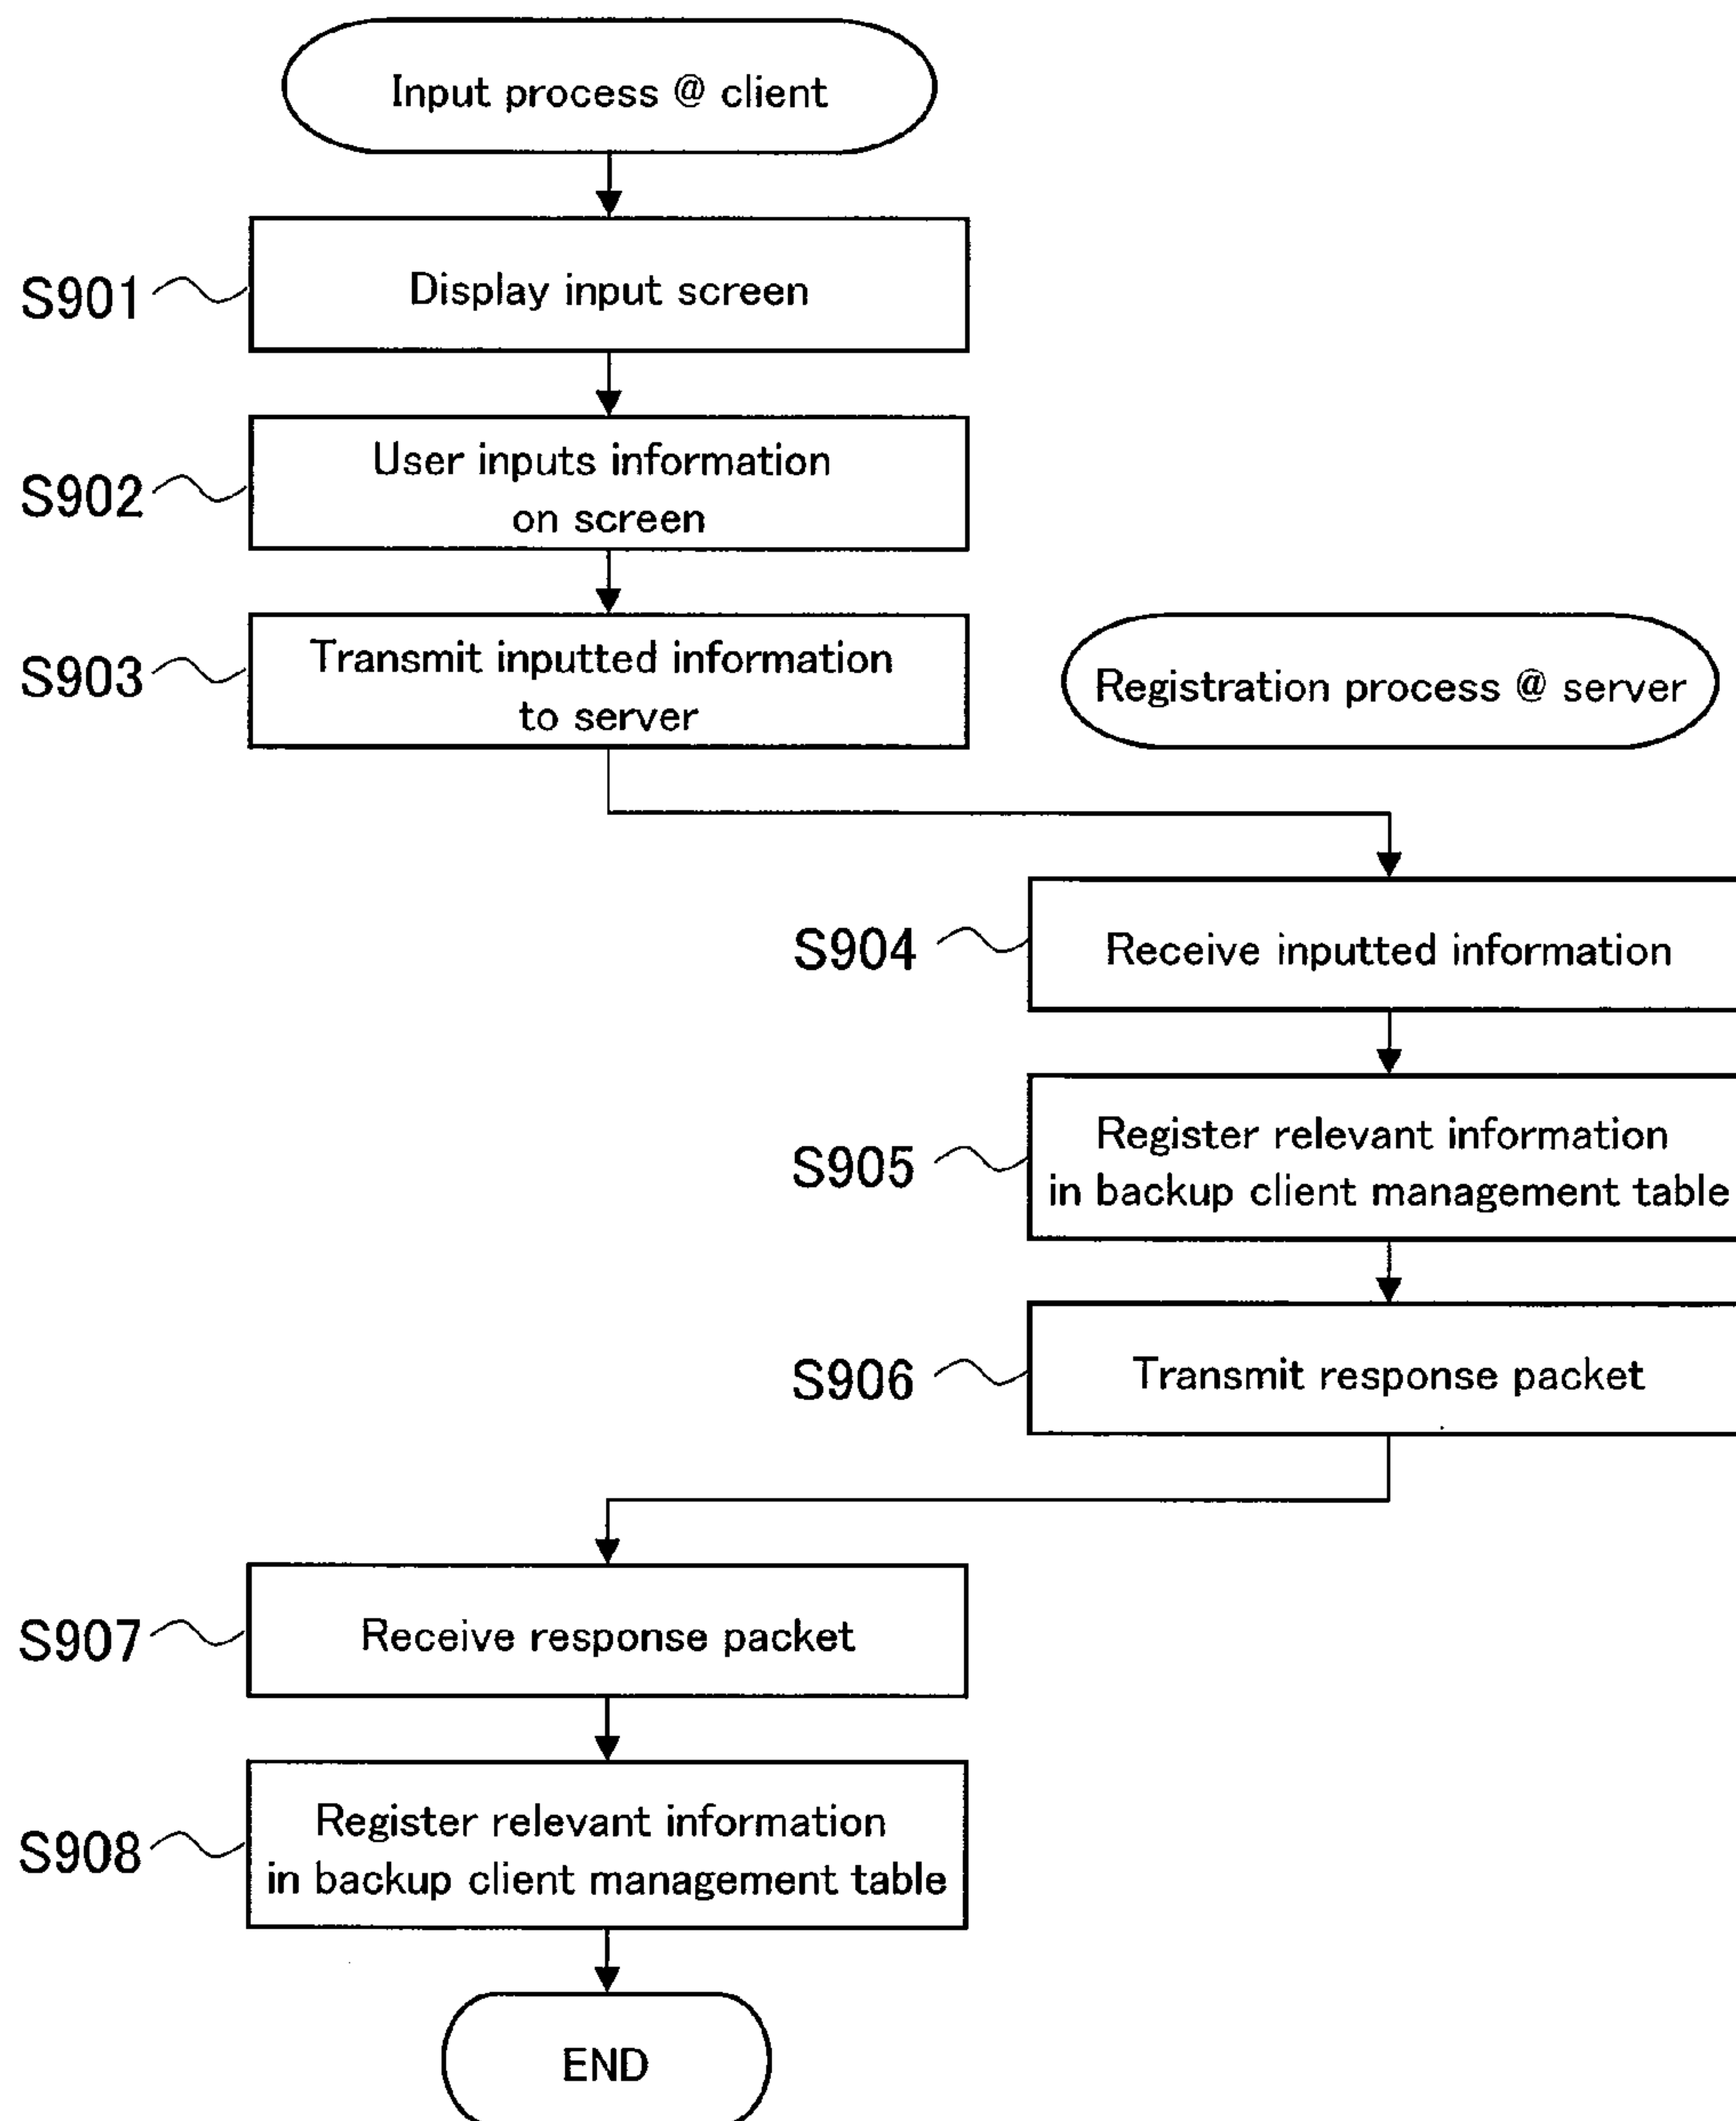 Input process @ client
S901
Display input screen
S902
User inputs information
on screen
S903
Transmit inputted information
to server
Registration process @ server
S904
Receive inputted information
S905
Register relevant information
in backup client management table
S906
Transmit response packet
S907
Receive response packet
S908
Register relevant information
in backup client management table
END